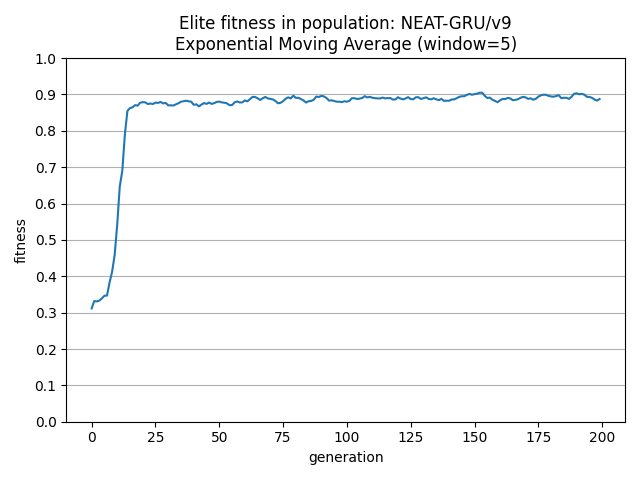 Elite fitness in population: NEAT-GRU/v9
Exponential Moving Average (window=5)
1.0
0.9
0.8
0.7
0.6
0.5
0.4
0.3
0.2
0.1
0.0
fitness
0 25 50 75 100 125 150 175 200
generation